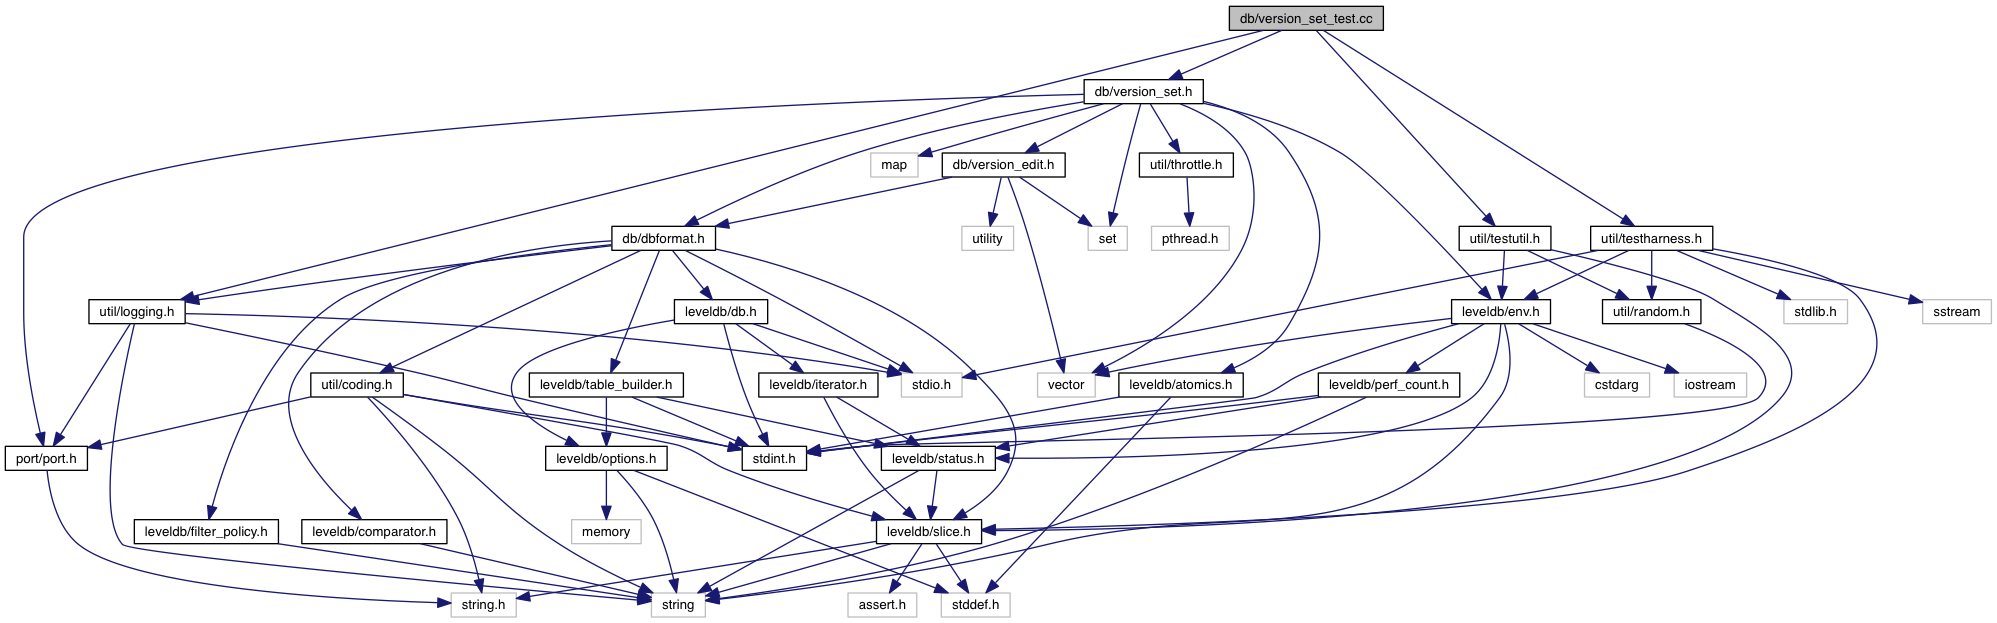 db/version_set_test.cc
db/version_set.h
map
db/version_edit.h
util/throttle.h
db/dbformat.h
utility
set
pthread.h
util/testutil.h
util/testharness.h
util/logging.h
leveldb/db.h
leveldb/env.h
util/random.h
stdlib.h
sstream
util/coding.h
leveldb/table_builder.h
leveldb/iterator.h
stdio.h
vector
leveldb/atomics.h
leveldb/perf_count.h
cstdarg
iostream
port/port.h
leveldb/options.h
stdint.h
leveldb/status.h
leveldb/filter_policy.h
leveldb/comparator.h
memory
leveldb/slice.h
string.h
string
assert.h
stddef.h